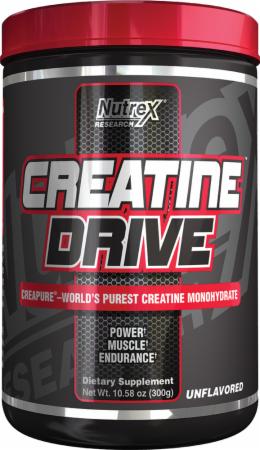 Nutrex
RESEARCH
CREATINE
DRIVE™
CREAPURE®–WORLD'S PUREST CREATINE MONOHYDRATE
POWER†
MUSCLE†
ENDURANCE†
Dietary Supplement
Net Wt. 10.58 oz (300g)
UNFLAVORED